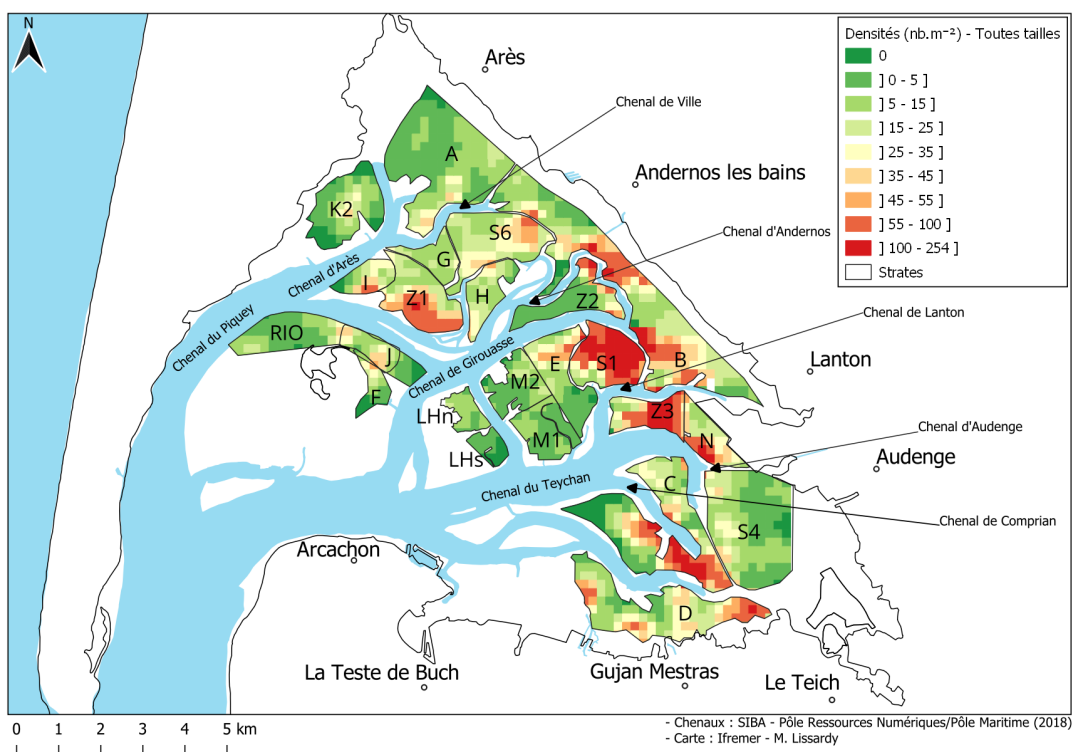 N
Arès
Chenal de Ville
A
Andernos les bains
K2
S6
Chenal d'Andernos
G
Chenal d'Arès
I
Z1
H
Z2
Chenal du Piquey
RIO
Chenal de Girouasse
J
E
S1
B
Chenal de Lanton
Lanton
M2
F
LHn
Z3
M1
N
Chenal d'Audenge
LHs
Audenge
Chenal du Teychan
C
Chenal de Comprian
S4
Arcachon
D
La Teste de Buch
Gujan Mestras
Le Teich
Densités (nb.m⁻²) - Toutes tailles
0
] 0 - 5 ]
] 5 - 15 ]
] 15 - 25 ]
] 25 - 35 ]
] 35 - 45 ]
] 45 - 55 ]
] 55 - 100 ]
] 100 - 254 ]
Strates
0 1 2 3 4 5 km
- Chenaux : SIBA - Pôle Ressources Numériques/Pôle Maritime (2018)
- Carte : Ifremer - M. Lissardy